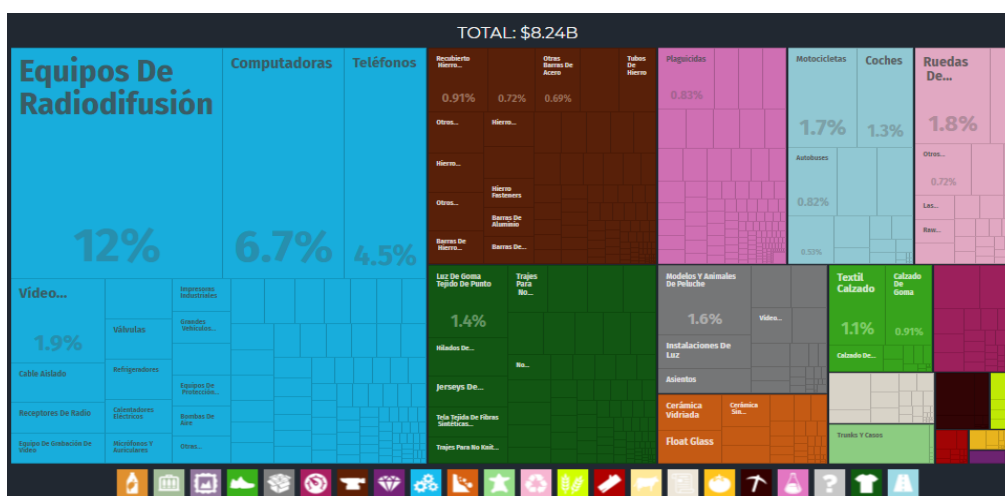 TOTAL: $8.24B
Equipos De
Radiodifusión
12%
Computadoras
6.7%
Teléfonos
4.5%
Video...
1.9%
Cable Aislado
Receptores De Radio
Equipo De Grabación De
Video
Válvulas
Refrigeradores
Calentadores
Eléctricos
Micrófonos Y
Auriculares
Impresoras
Industriales
Grandes
Vehículos...
Equipos De
Protección...
Bombas De
Aire
Otras...
Recubierto
Hierro...
0.91%
0.72%
Otras
Barras De
Acero
0.69%
Tubos
De
Hierro
Otros...
Hierro...
Hierro...
Hierro
Fasteners
Otros...
Barras De
Aluminio
Barras De
Hierro...
Barras De...
Plaguicidas
0.83%
Motocicletas
1.7%
Coches
1.3%
Autobuses
0.82%
0.53%
Ruedas
De...
1.8%
Otros...
0.72%
Las...
Raw...
Luz De Goma
Tejido De Punto
1.4%
Trajes
Para
No...
Hilados De...
No...
Jerseys De...
Tela Tejida De Fibras
Sintéticas...
Trajes Para No Knit...
Modelos Y Animales
De Peluche
1.6%
Video...
Instalaciones De
Luz
Asientos
Textil
Calzado
1.1%
Calzado
De
Goma
0.91%
Calzado De...
Cerámica
Vidriada
Cerámica
Sin...
Float Glass
Trunks Y Casos